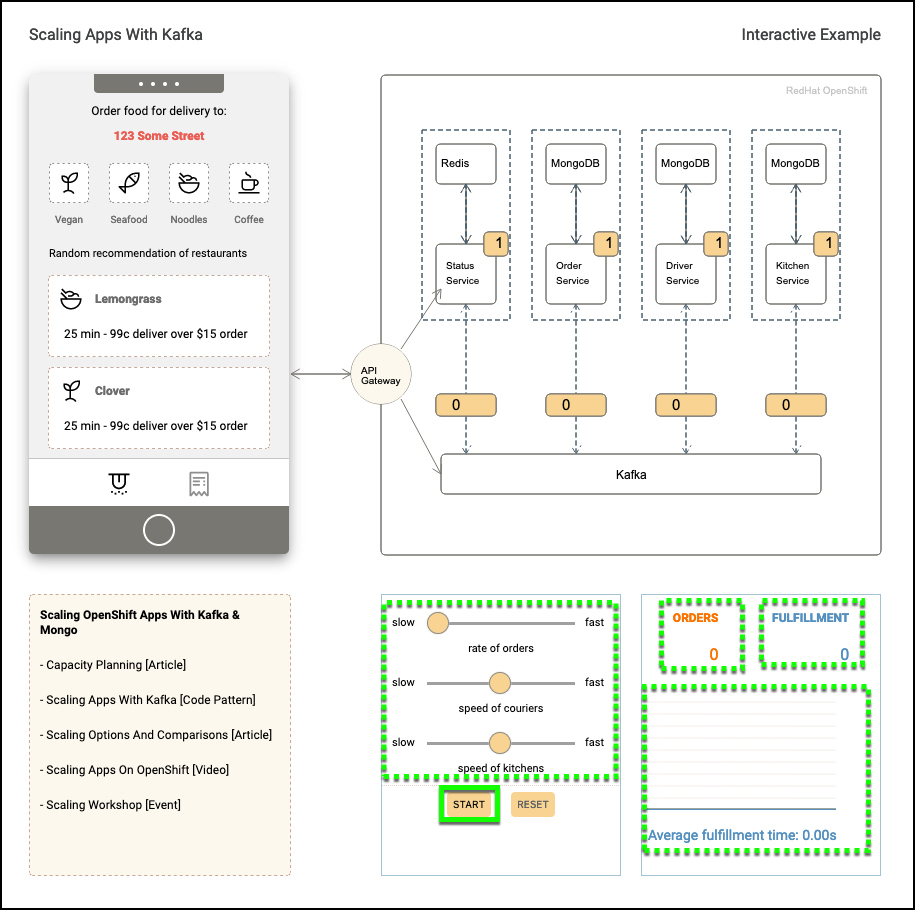 Scaling Apps With Kafka
Interactive Example
Order food for delivery to:
123 Some Street
Vegan
Seafood
Noodles
Coffee
Random recommendation of restaurants
Lemongrass
25 min - 99c deliver over $15 order
Clover
25 min - 99c deliver over $15 order
API
Gateway
RedHat OpenShift
Redis
MongoDB
MongoDB
MongoDB
1
1
1
1
Status
Service
Order
Service
Driver
Service
Kitchen
Service
0
0
0
0
Kafka
Scaling OpenShift Apps With Kafka &
Mongo
- Capacity Planning [Article]
- Scaling Apps With Kafka [Code Pattern]
- Scaling Options And Comparisons [Article]
- Scaling Apps On OpenShift [Video]
- Scaling Workshop [Event]
slow
fast
rate of orders
slow
fast
speed of couriers
slow
fast
speed of kitchens
START
RESET
ORDERS
0
FULFILLMENT
0
Average fulfillment time: 0.00s